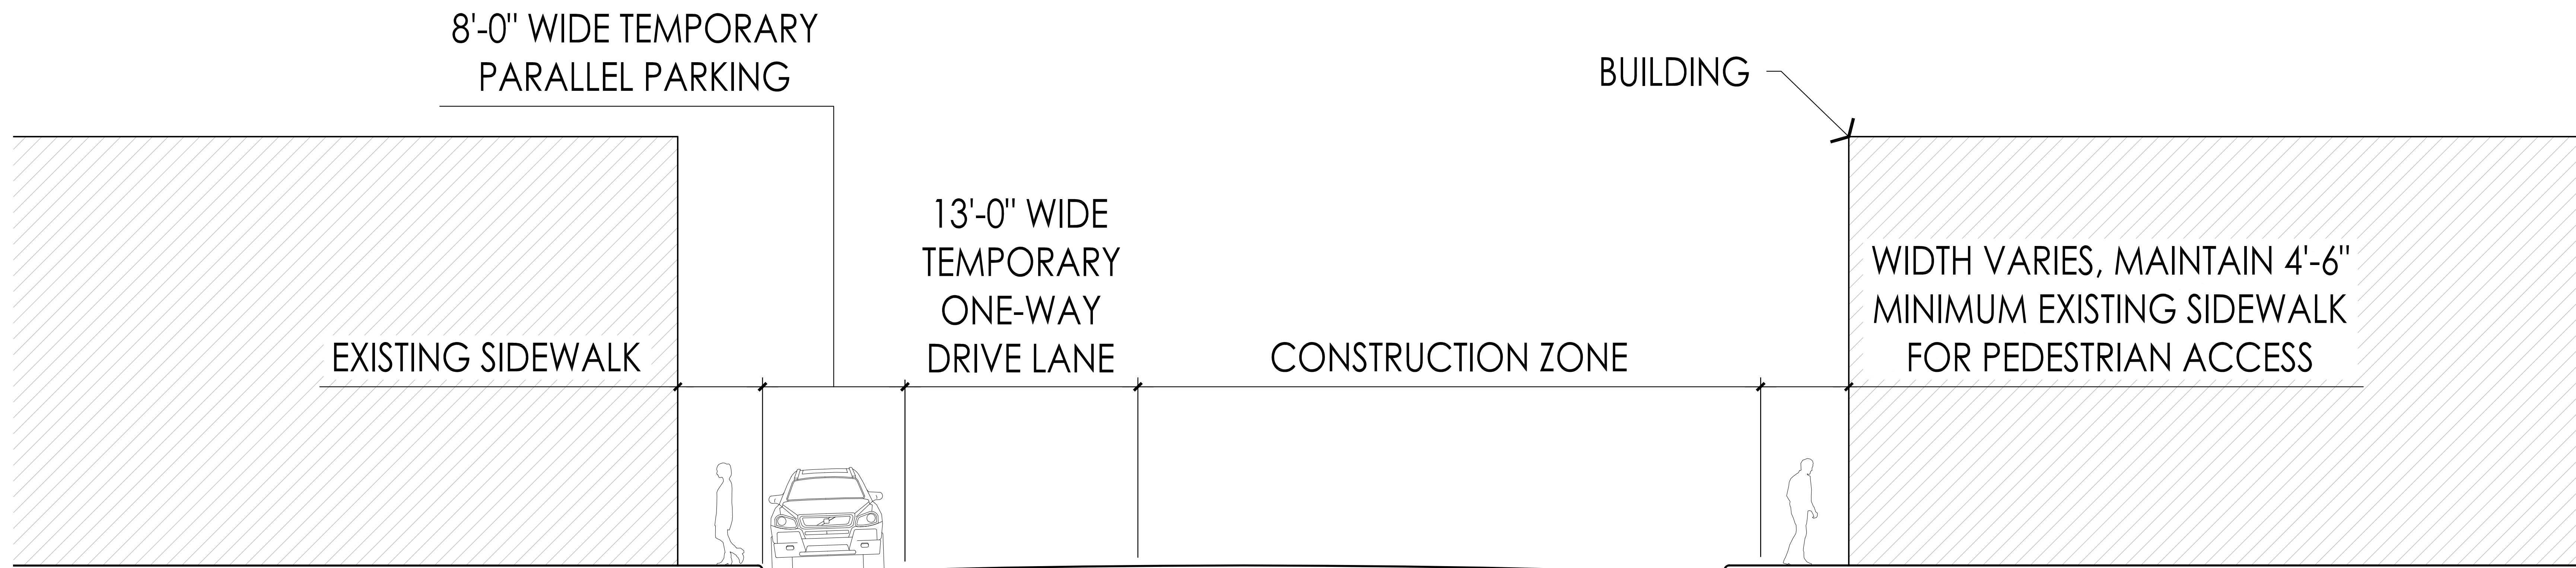 8'-0" WIDE TEMPORARY
PARALLEL PARKING
BUILDING
13'-0" WIDE
TEMPORARY
ONE-WAY
DRIVE LANE
EXISTING SIDEWALK
CONSTRUCTION ZONE
WIDTH VARIES, MAINTAIN 4'-6"
MINIMUM EXISTING SIDEWALK
FOR PEDESTRIAN ACCESS